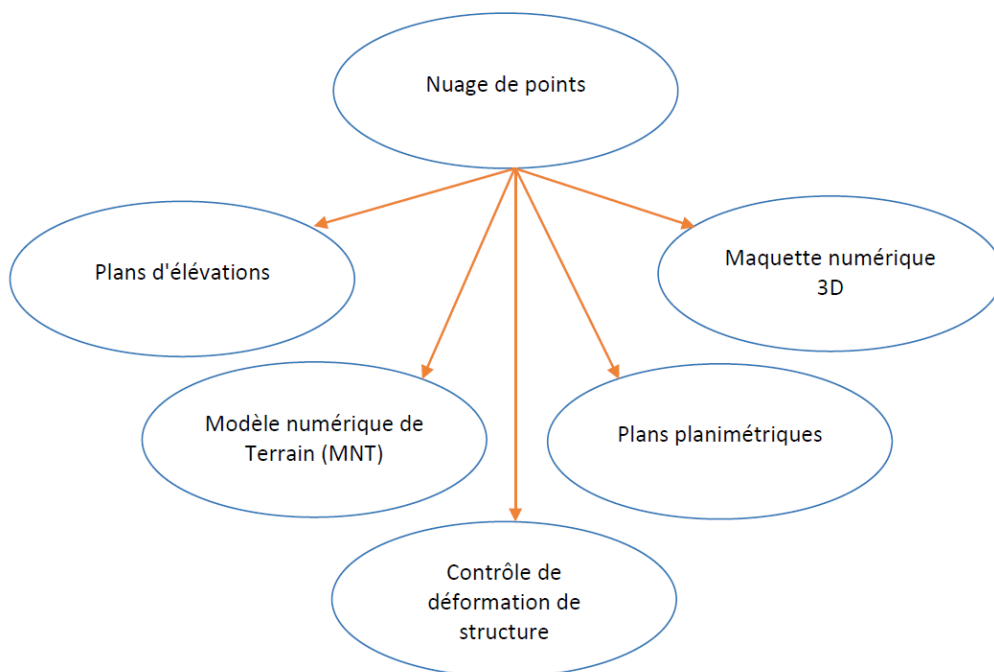 Nuage de points
Plans d'élévations
Maquette numérique
3D
Modèle numérique de
Terrain (MNT)
Plans planimétriques
Contrôle de
déformation de
structure